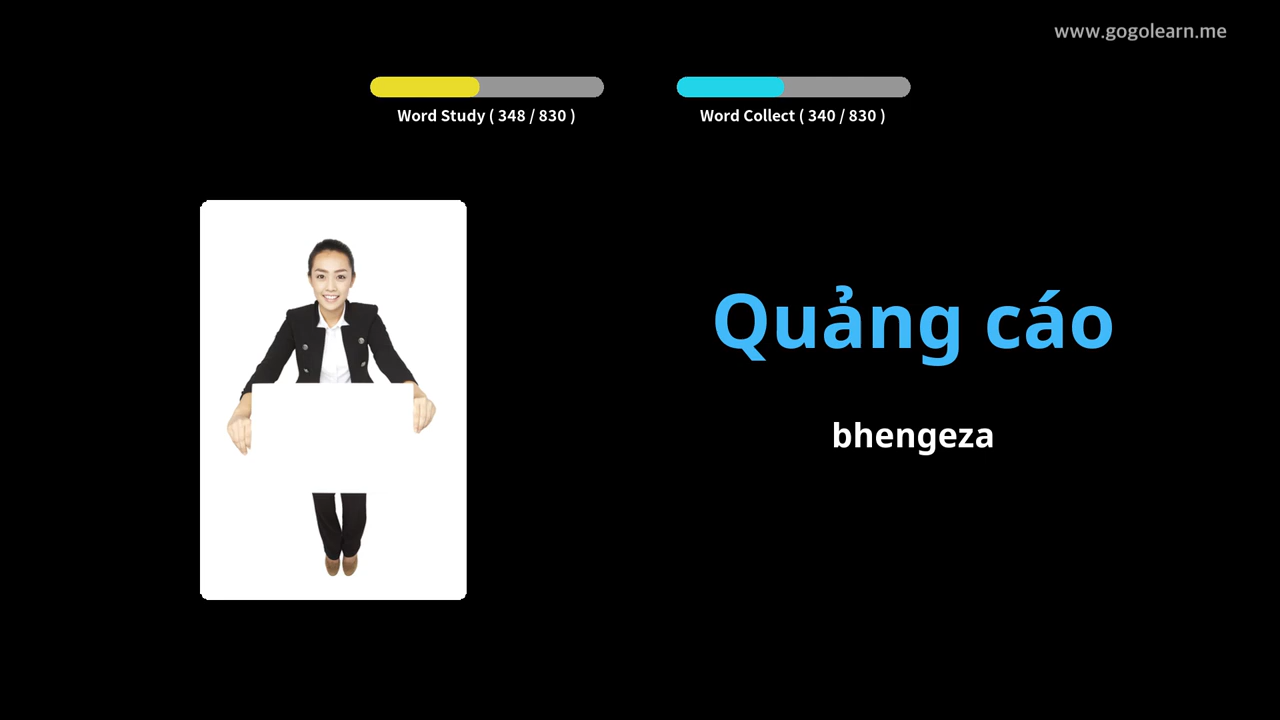 www.gogolearn.me
Word Study ( 348 / 830 )
Word Collect ( 340 / 830 )
Quảng cáo
bhengeza